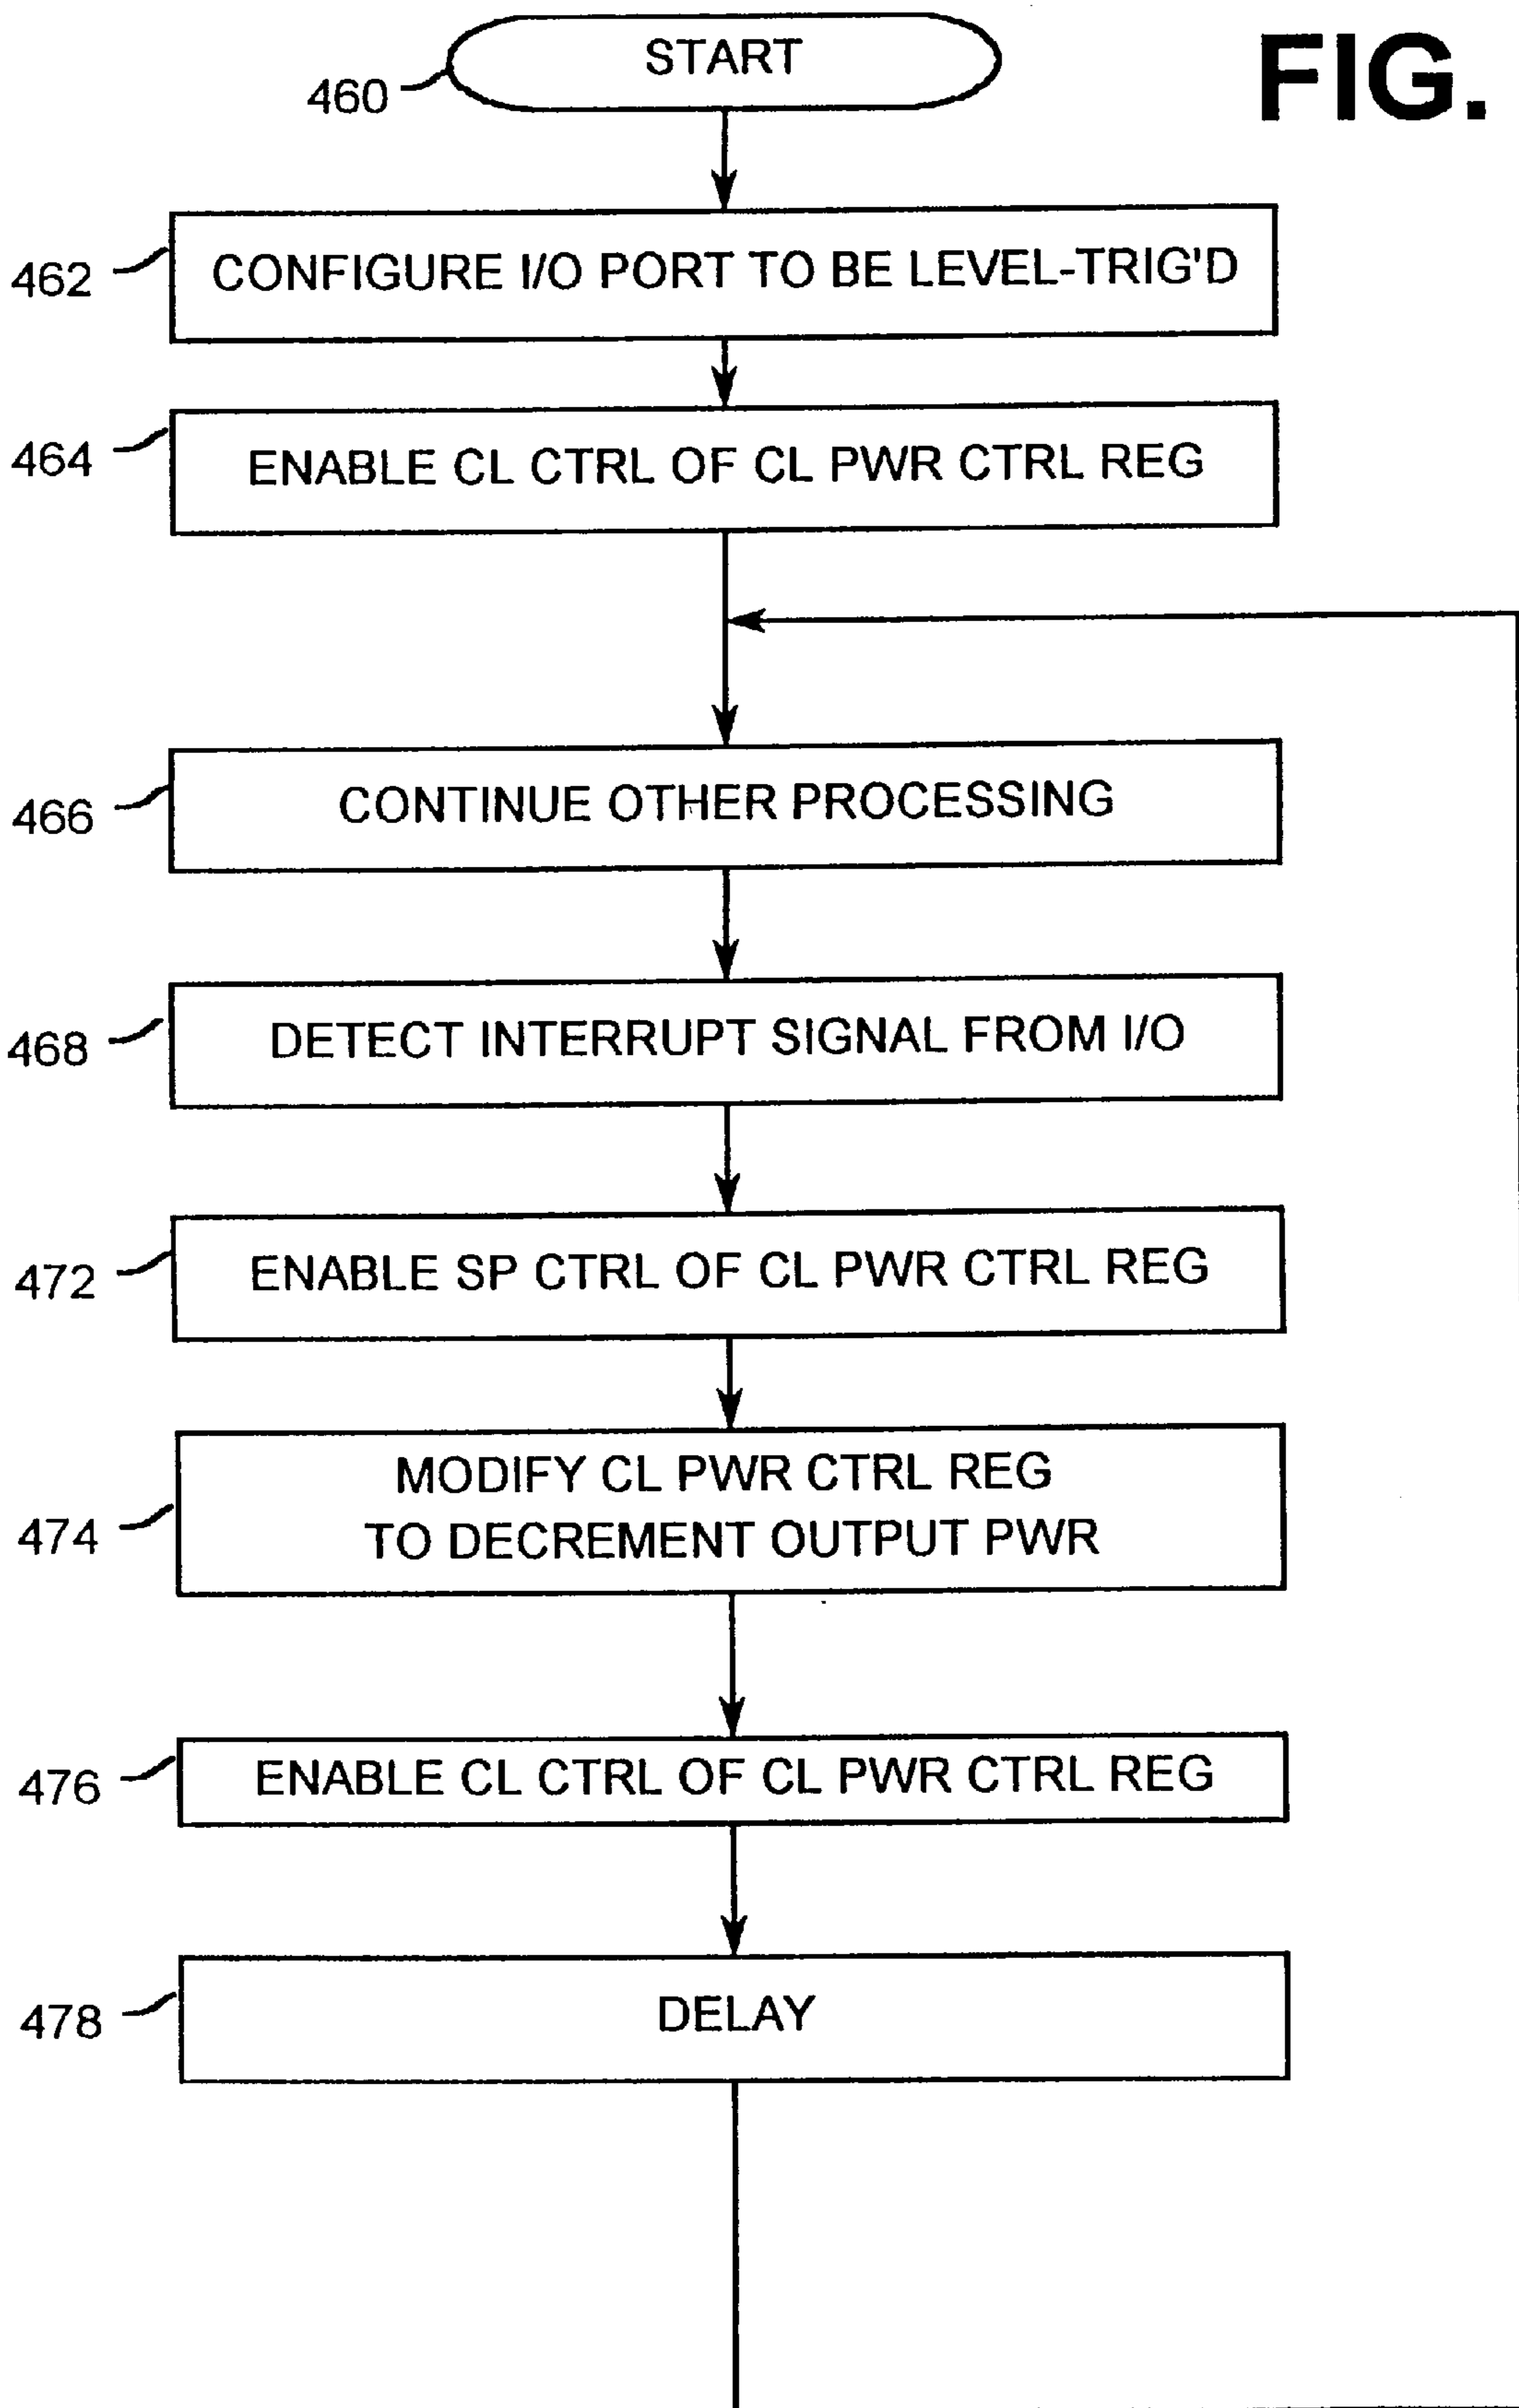 FIG.
START
460
CONFIGURE I/O PORT TO BE LEVEL-TRIG'D
462
ENABLE CL CTRL OF CL PWR CTRL REG
464
CONTINUE OTHER PROCESSING
466
DETECT INTERRUPT SIGNAL FROM I/O
468
ENABLE SP CTRL OF CL PWR CTRL REG
472
MODIFY CL PWR CTRL REG
TO DECREMENT OUTPUT PWR
474
ENABLE CL CTRL OF CL PWR CTRL REG
476
DELAY
478